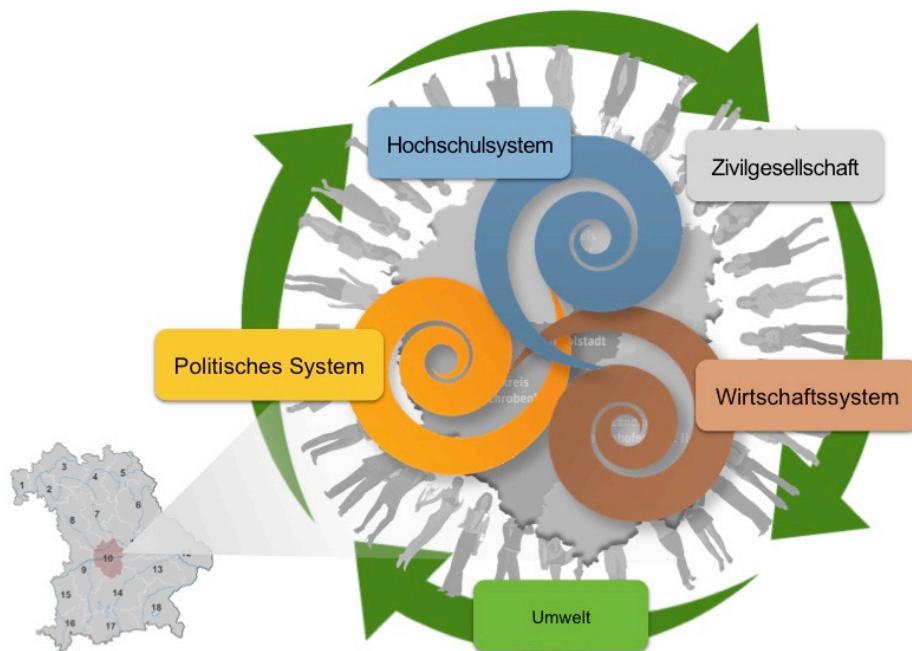 Hochschulsystem
Zivilgesellschaft
Politisches System
Wirtschaftssystem
Umwelt
kreis
1
2
3
4
5
6
7
8
9
10
13
14
15
16
17
18